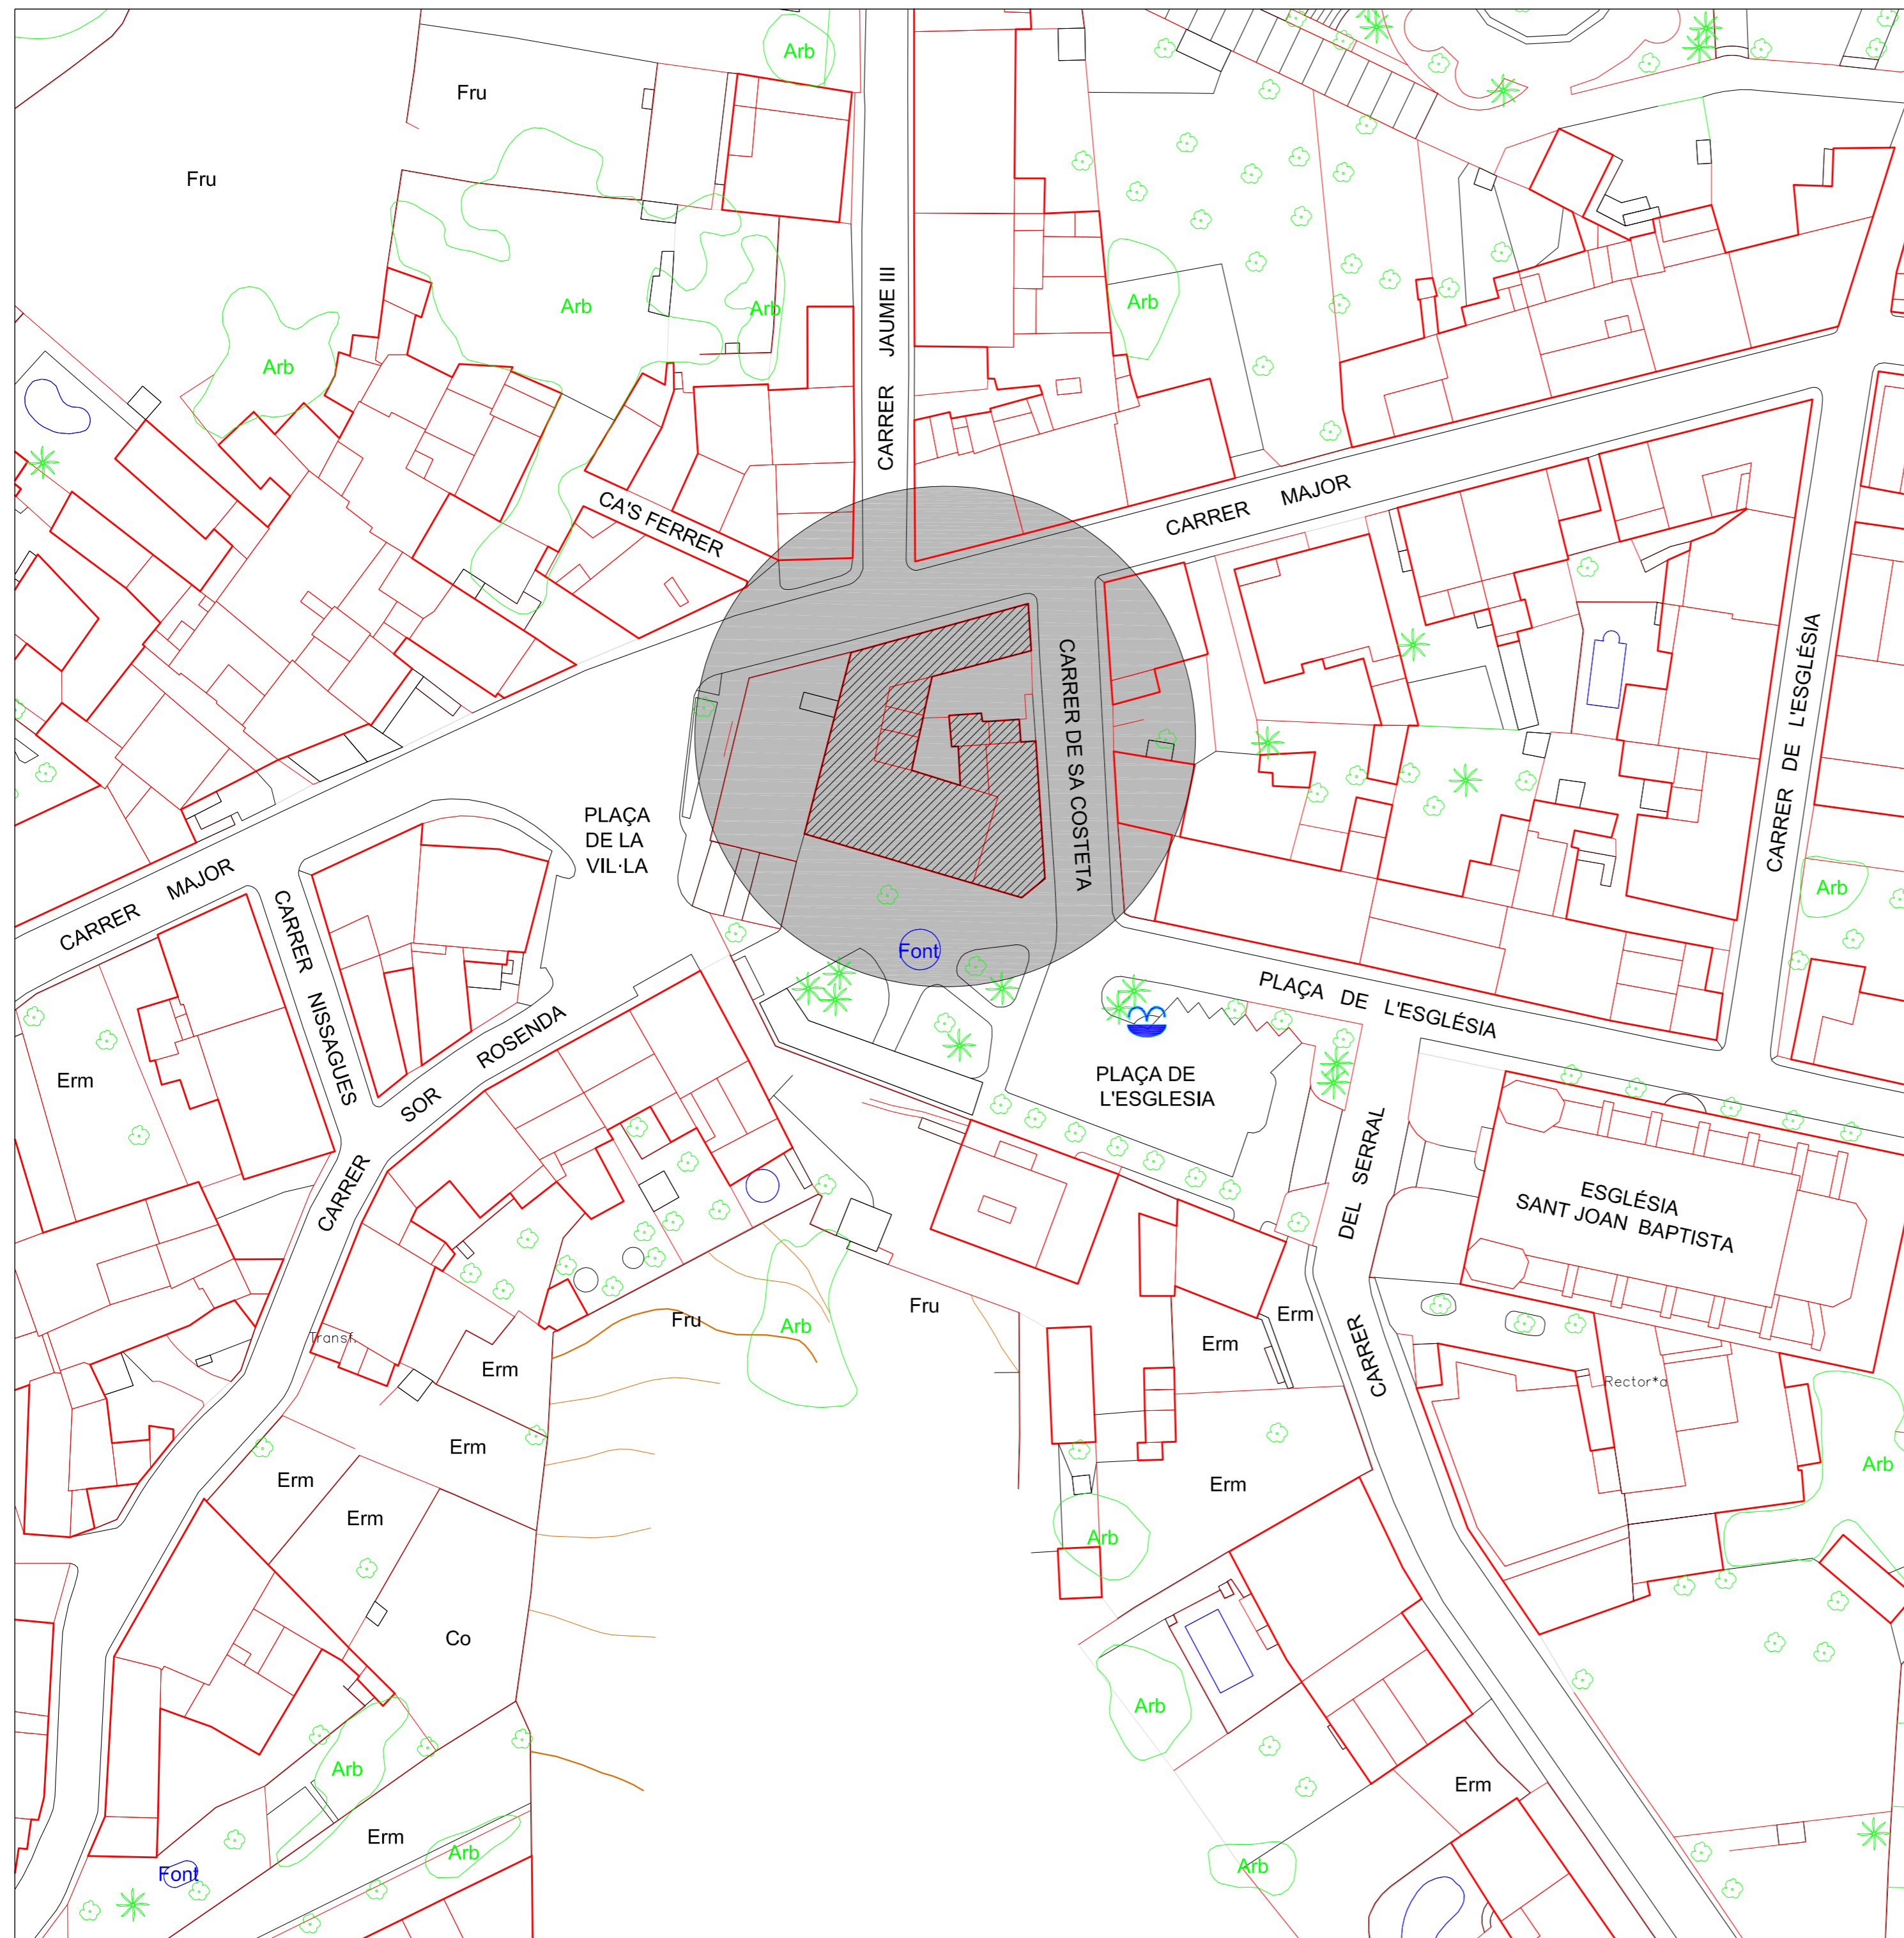 Arb
Fru
Fru
Arb
Arb
Arb
Arb
CARRER JAUME III
CA'S FERRER
CARRER MAJOR
CARRER DE L'ESGLÉSIA
CARRER DE SA COSTETA
PLAÇA
DE LA
VIL·LA
CARRER MAJOR
CARRER NISSAGUES
Font
Arb
PLAÇA DE L'ESGLÉSIA
CARRER SOR ROSENDA
Erm
PLAÇA DE
L'ESGLESIA
CARRER DEL SERRAL
ESGLÉSIA
SANT JOAN BAPTISTA
Transf.
Fru
Arb
Fru
Erm
Erm
Erm
Rector*a
Erm
Erm
Erm
Erm
Arb
Arb
Co
Arb
Arb
Erm
Erm
Arb
Arb
Font